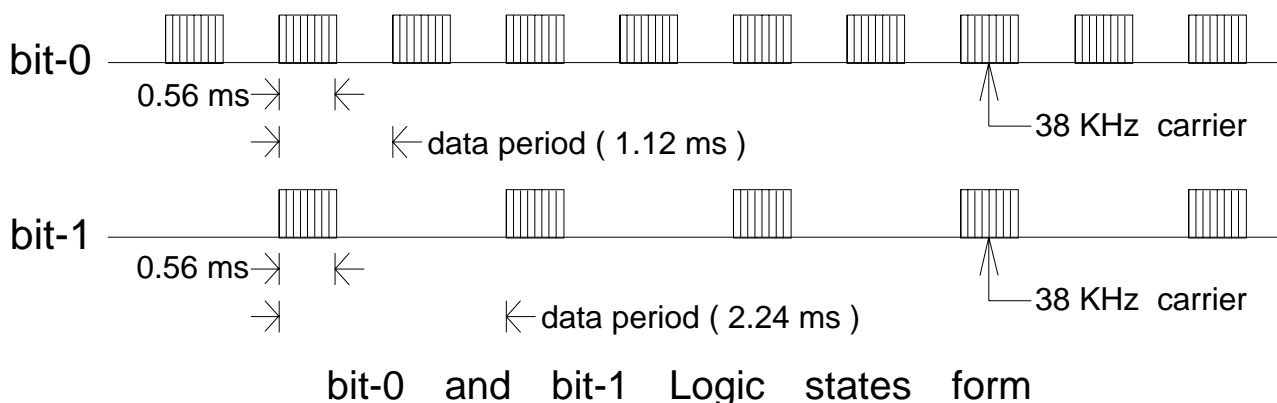 bit-0
0.56 ms
38 KHz carrier
data period ( 1.12 ms )
bit-1
0.56 ms
38 KHz carrier
data period ( 2.24 ms )
bit-0 and bit-1 Logic states form